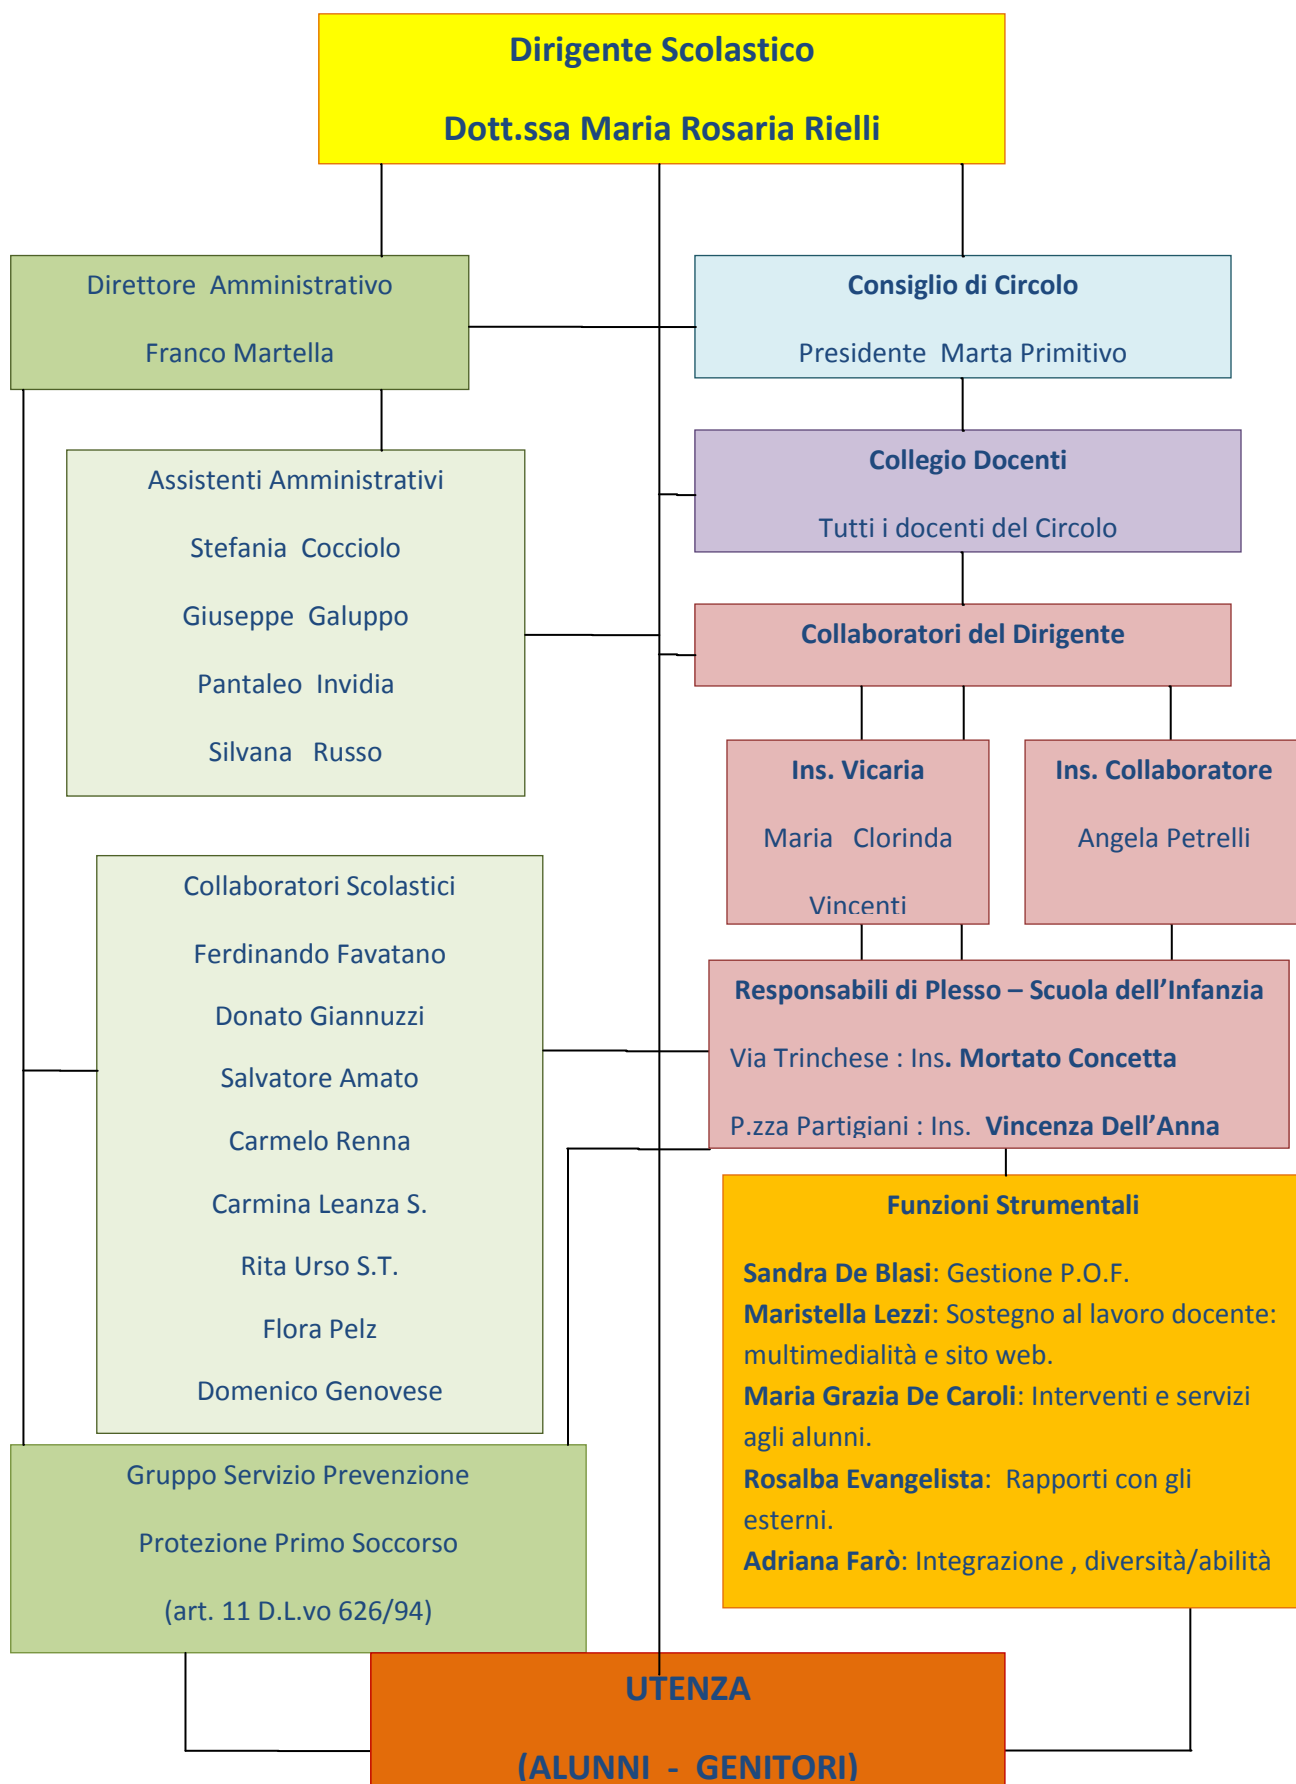 Dirigente Scolastico
Dott.ssa Maria Rosaria Rielli
Direttore Amministrativo
Franco Martella
Consiglio di Circolo
Presidente Marta Primitivo
Collegio Docenti
Tutti i docenti del Circolo
Assistenti Amministrativi
Stefania Cocciolo
Giuseppe Galuppo
Pantaleo Invidia
Silvana Russo
Collaboratori del Dirigente
Ins. Vicaria
Maria Clorinda
Vincenti
Ins. Collaboratore
Angela Petrelli
Collaboratori Scolastici
Ferdinando Favatano
Donato Giannuzzi
Salvatore Amato
Carmelo Renna
Carmina Leanza S.
Rita Urso S.T.
Flora Pelz
Domenico Genovese
Responsabili di Plesso – Scuola dell’Infanzia
Via Trinchese : Ins. Mortato Concetta
P.zza Partigiani : Ins. Vincenza Dell’Anna
Funzioni Strumentali
Sandra De Blasi: Gestione P.O.F.
Maristella Lezzi: Sostegno al lavoro docente:
multimedialità e sito web.
Maria Grazia De Caroli: Interventi e servizi
agli alunni.
Rosalba Evangelista: Rapporti con gli
esterni.
Adriana Farò: Integrazione , diversità/abilità
Gruppo Servizio Prevenzione
Protezione Primo Soccorso
(art. 11 D.L.vo 626/94)
UTENZA
(ALUNNI - GENITORI)